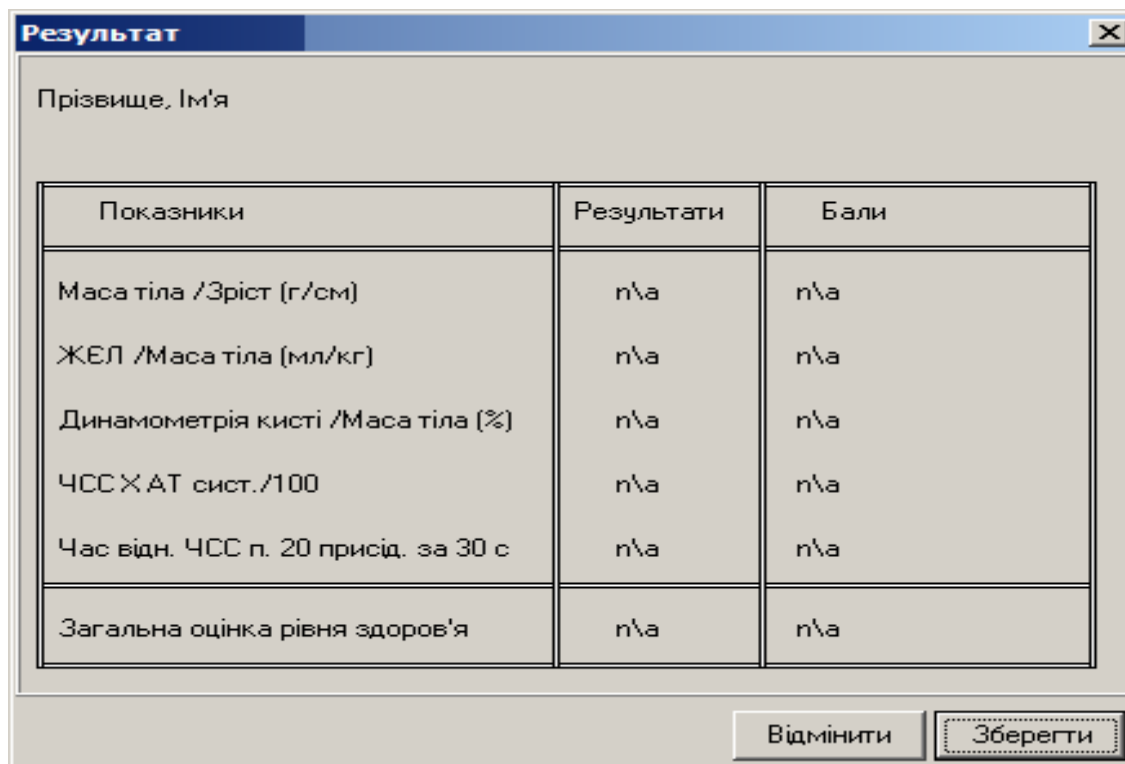 Результат
Прізвище, Ім'я
Показники Результати Бали
Маса тіла /Зріст (г/см) n\a n\a
ЖЄЛ /Маса тіла (мл/кг) n\a n\a
Динамометрія кисті /Маса тіла (%) n\a n\a
ЧСС X АТ сист./100 n\a n\a
Час відн. ЧСС п. 20 присід. за 30 с n\a n\a
Загальна оцінка рівня здоров'я n\a n\a
Відмінити Зберегти